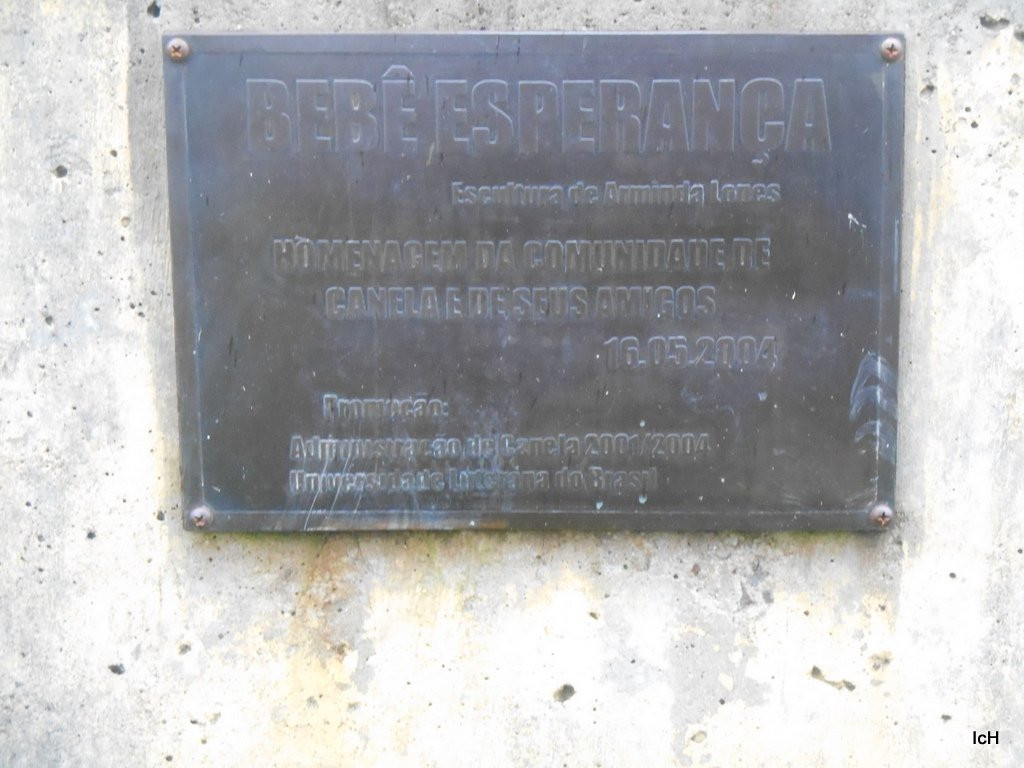 BEBÊ ESPERANÇA
Escultura de Arminda Lopes
HOMENAGEM DA COMUNIDADE DE
CANELA E DE SEUS AMIGOS
16.05.2004
Promoção:
Administração de Canela 2001/2004
Universidade Luterana do Brasil
IcH